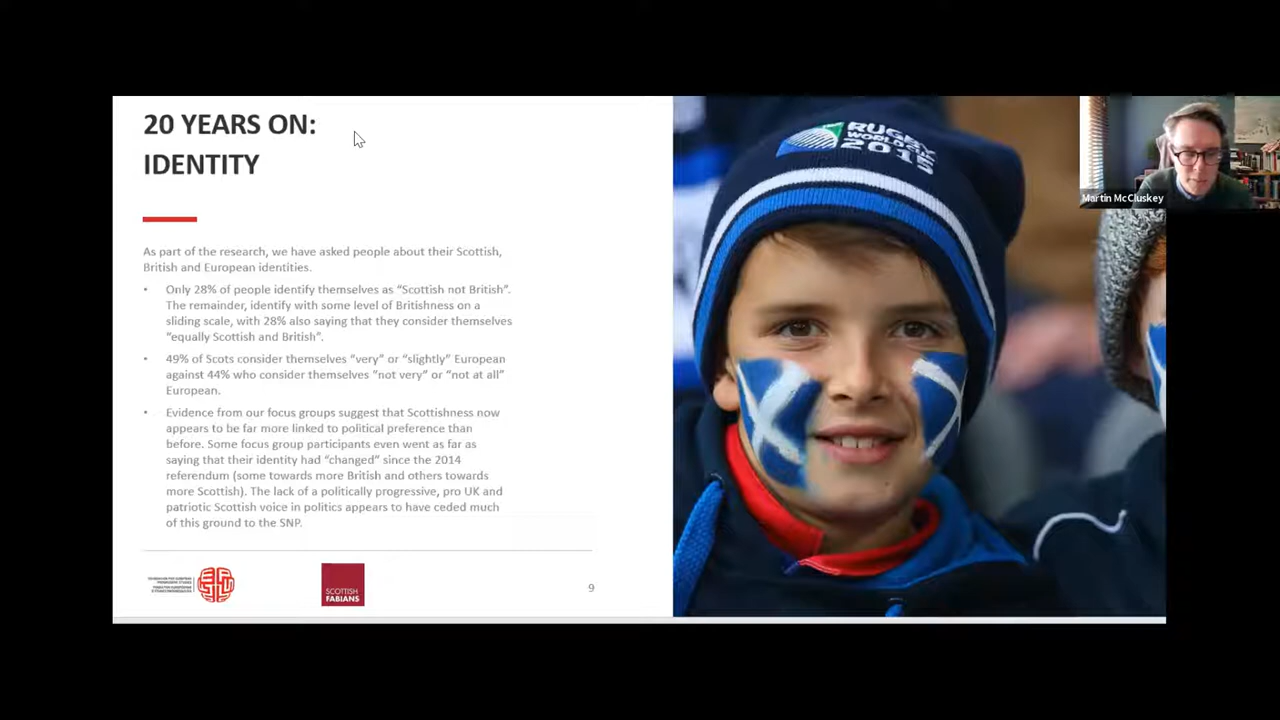 20 YEARS ON:
IDENTITY
As part of the research, we have asked people about their Scottish,
British and European identities.
• Only 28% of people identify themselves as “Scottish not British”.
The remainder, identify with some level of Britishness on a
sliding scale, with 28% also saying that they consider themselves
“equally Scottish and British”.
• 49% of Scots consider themselves “very” or “slightly” European
against 44% who consider themselves “not very” or “not at all”
European.
• Evidence from our focus groups suggest that Scottishness now
appears to be far more linked to political preference than
before. Some focus group participants even went as far as
saying that their identity had “changed” since the 2014
referendum (some towards more British and others towards
more Scottish). The lack of a politically progressive, pro UK and
patriotic Scottish voice in politics appears to have ceded much
of this ground to the SNP.
SCOTTISH
FABIANS
9
RUGBY
WORLD CUP
2015
Martin McCluskey